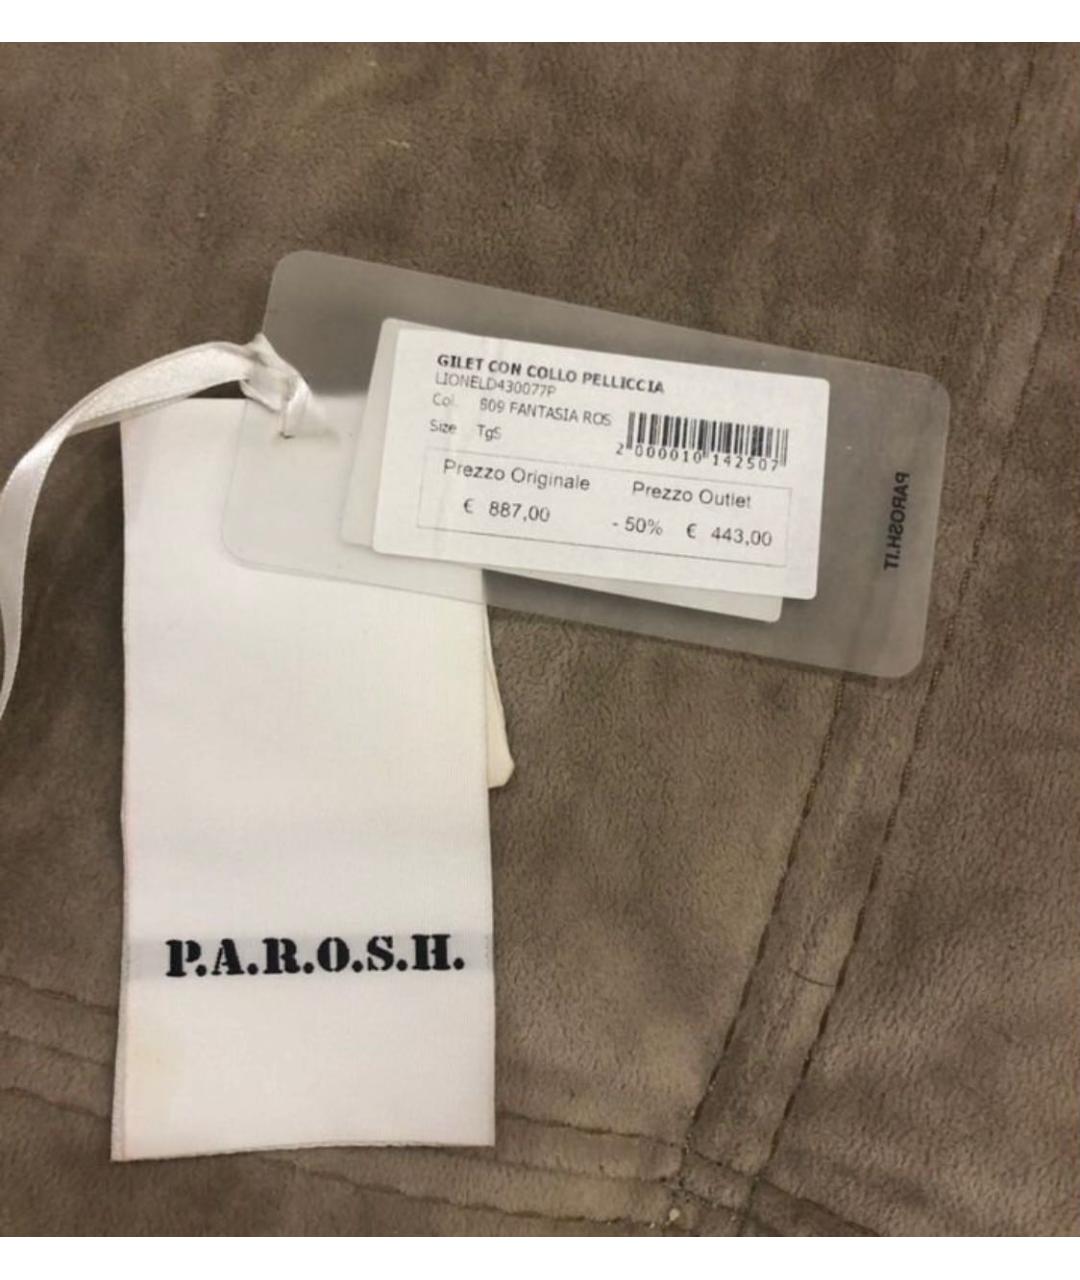 GILET CON COLLO PELLICCIA
LIONELD430077P
Col. 809 FANTASIA ROS
Size TgS
2 000010 142507
Prezzo Originale Prezzo Outlet
€ 887,00 - 50% € 443,00
PAROSH.IT
P.A.R.O.S.H.